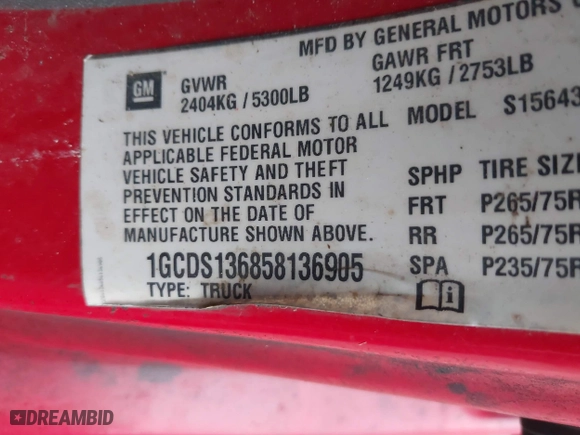 MFD BY GENERAL MOTORS
GM
GVWR
2404KG / 5300LB
GAWR FRT
1249KG / 2753LB
THIS VEHICLE CONFORMS TO ALL
APPLICABLE FEDERAL MOTOR
VEHICLE SAFETY AND THEFT
PREVENTION STANDARDS IN
EFFECT ON THE DATE OF
MANUFACTURE SHOWN ABOVE.
1GCDS136858136905
TYPE: TRUCK
MODEL S15643
SPHP TIRE SIZE
FRT P265/75R
RR P265/75R
SPA P235/75R
DREAMBID